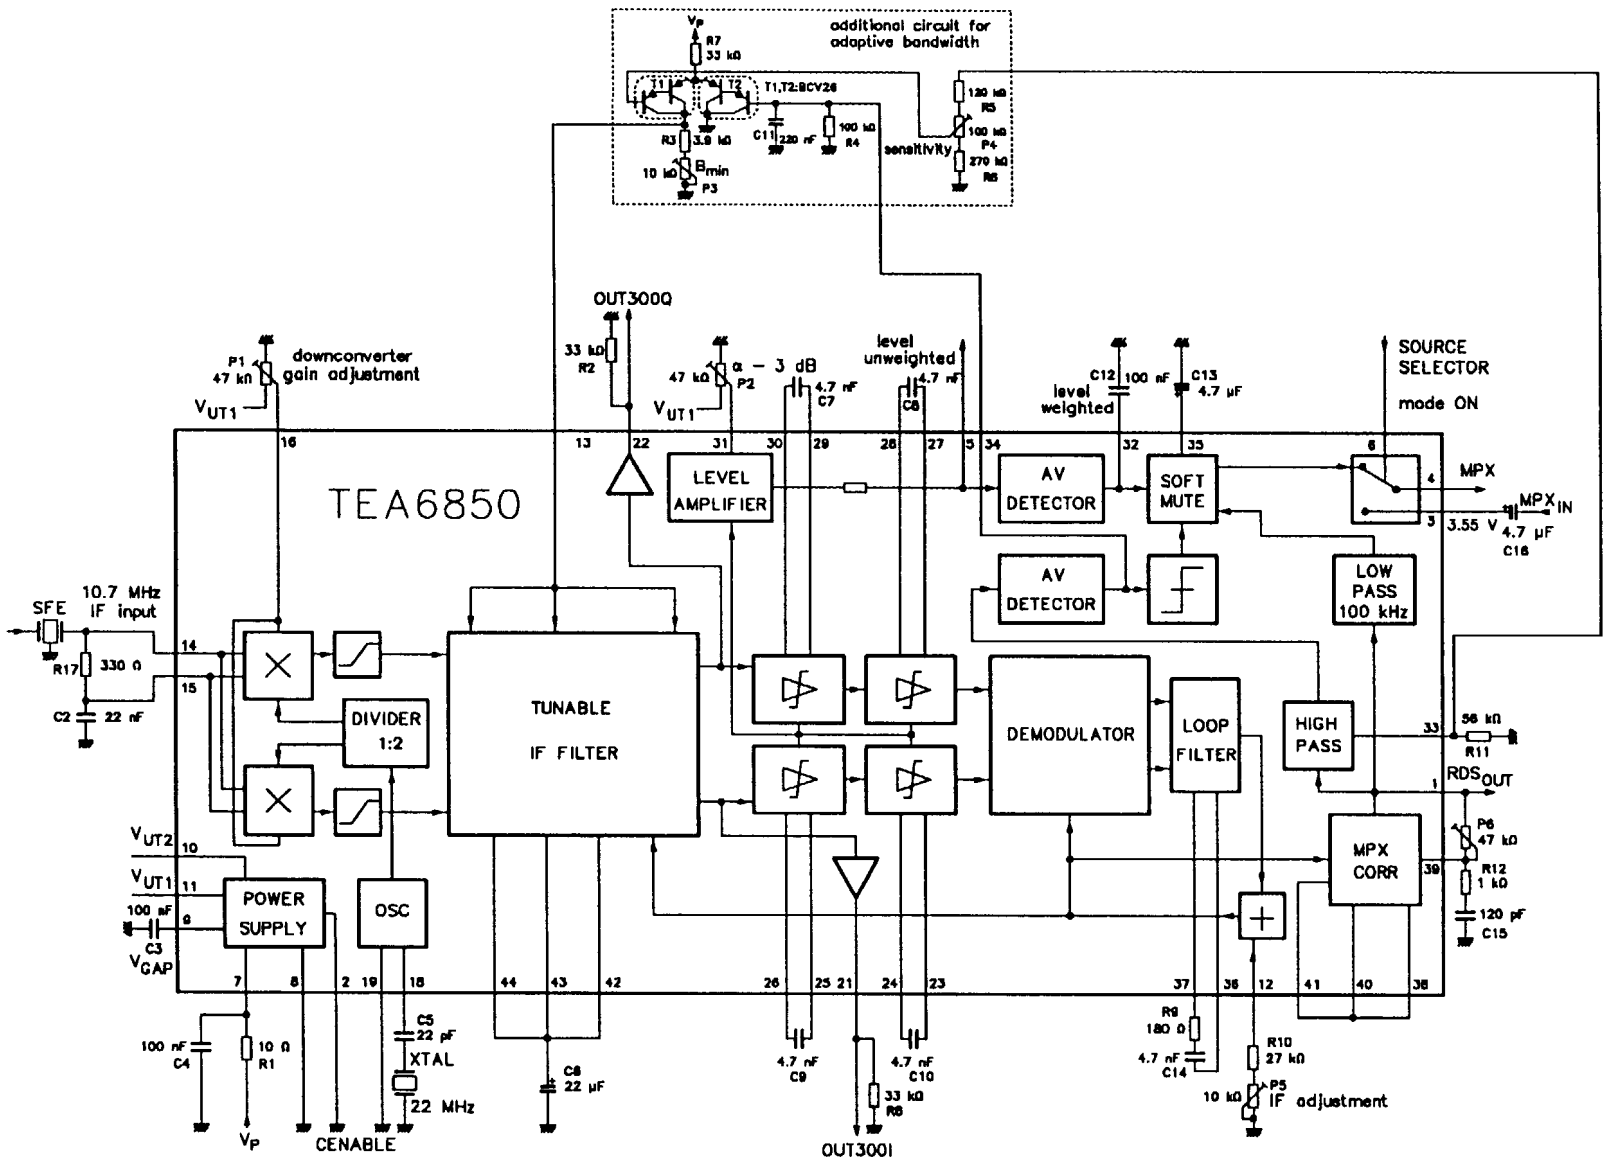 additional circuit for
adaptive bandwidth
VP
R7
33 kΩ
T1
T2
T1,T2:BCV26
120 kΩ
R5
100 kΩ
P4
sensitivity
270 kΩ
R6
R3
3.9 kΩ
C11
220 nF
100 kΩ
R4
Bmin
10 kΩ
P3
OUT300Q
33 kΩ
R2
P1
47 kΩ
downconverter
gain adjustment
VUT1
α - 3 dB
47 kΩ
P2
VUT1
4.7 nF
C7
level
unweighted
4.7 nF
C8
C12
100 nF
level
weighted
C13
4.7 µF
SOURCE
SELECTOR
mode ON
16
13
22
31
30
29
28
27
5
34
32
35
6
TEA6850
LEVEL
AMPLIFIER
AV
DETECTOR
SOFT
MUTE
4
MPX
3
3.55 V
MPXIN
4.7 µF
C16
AV
DETECTOR
LOW
PASS
100 kHz
10.7 MHz
IF input
SFE
14
R17
330 Ω
15
C2
22 nF
DIVIDER
1:2
TUNABLE
IF FILTER
DEMODULATOR
LOOP
FILTER
HIGH
PASS
33
56 kΩ
R11
1
RDSOUT
P6
47 kΩ
MPX
CORR
39
R12
1 kΩ
120 pF
C15
VUT2
10
VUT1
11
100 nF
9
C3
VGAP
POWER
SUPPLY
OSC
7
8
2
19
18
44
43
42
26
25
21
24
23
37
36
12
41
40
38
100 nF
C4
10 Ω
R1
VP
CENABLE
C5
22 pF
XTAL
22 MHz
C6
22 µF
4.7 nF
C9
4.7 nF
C10
33 kΩ
R8
OUT300I
R9
180 Ω
4.7 nF
C14
R10
27 kΩ
10 kΩ
P5
IF adjustment